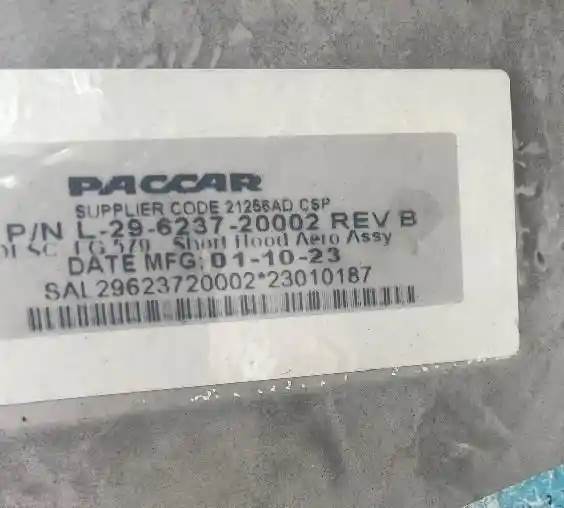 PACCAR
SUPPLIER CODE 21256AD CSP
P/N L-29-6237-20002 REV B
579 Short Hood Aero Assy
DATE MFG: 01-10-23
SAL29623720002*23010187